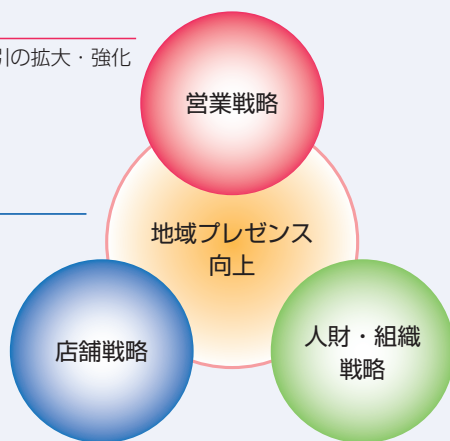 引の拡大・強化
営業戦略
地域プレゼンス
向上
店舗戦略
人財・組織
戦略